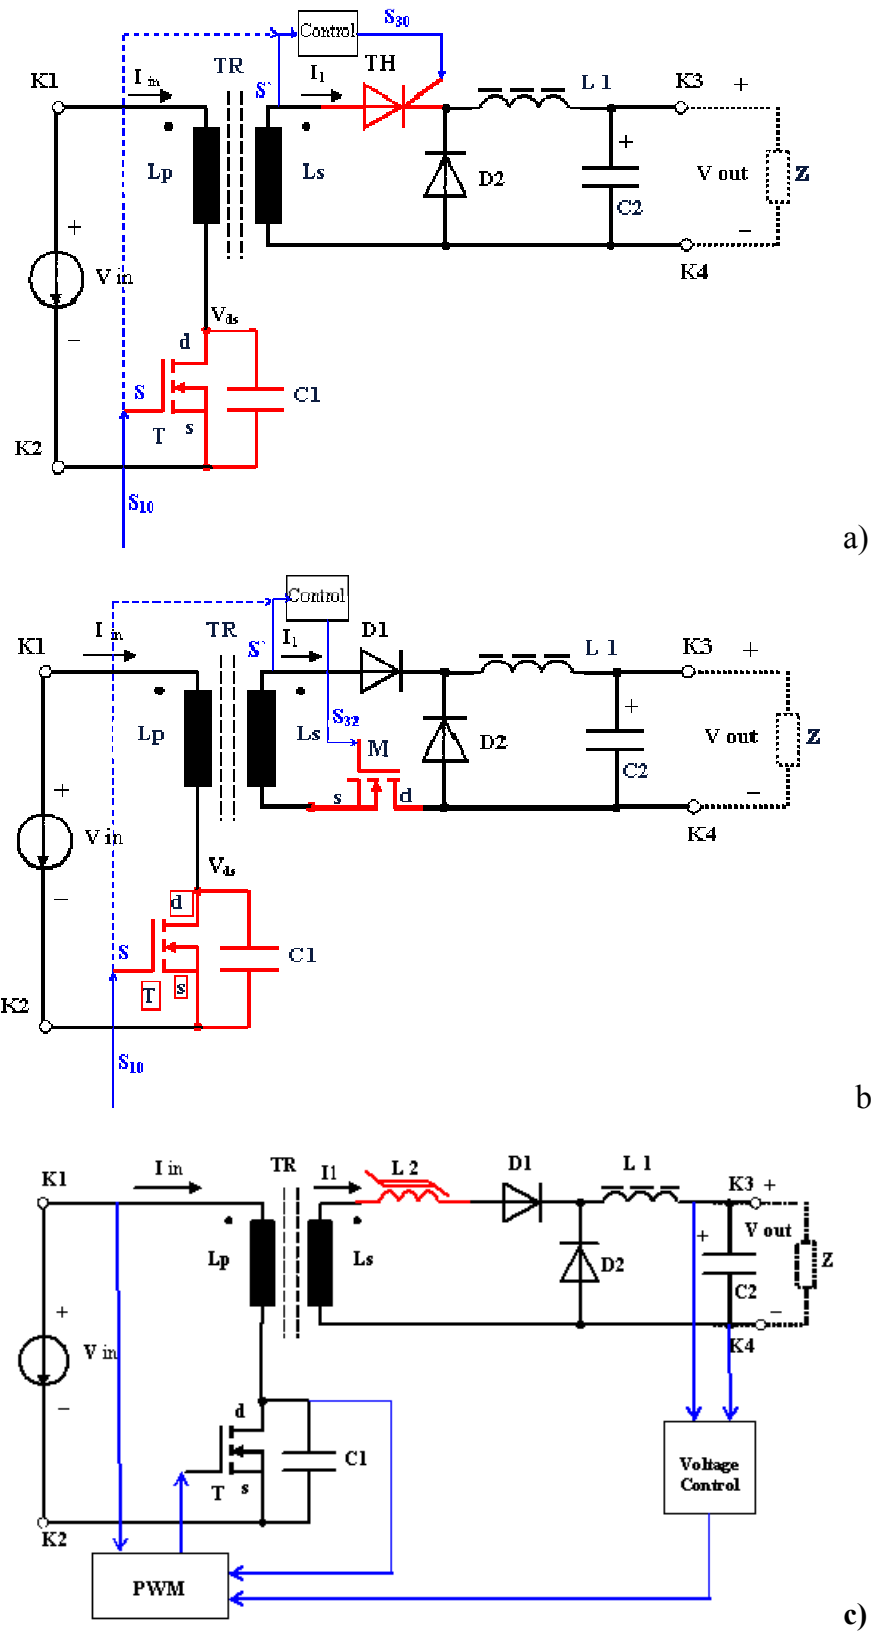 Control
S30
TR
I in
I1
TH
L 1
K1
K3
S`
+
Lp
Ls
D2
+
C2
V out
Z
+
V in
–
K4
–
Vds
d
S
C1
T
s
K2
S10
a)
Control
D1
I in
TR
I1
L 1
K1
K3
S`
+
Lp
Ls
S32
M
D2
+
C2
V out
Z
s
d
+
V in
–
K4
–
Vds
d
S
C1
T
s
K2
S10
b
I in
TR
I1
L 2
D1
L 1
K1
K3
+
Lp
Ls
D2
+
V out
C2
Z
+
V in
–
K4
–
d
C1
T
s
K2
Voltage
Control
PWM
c)